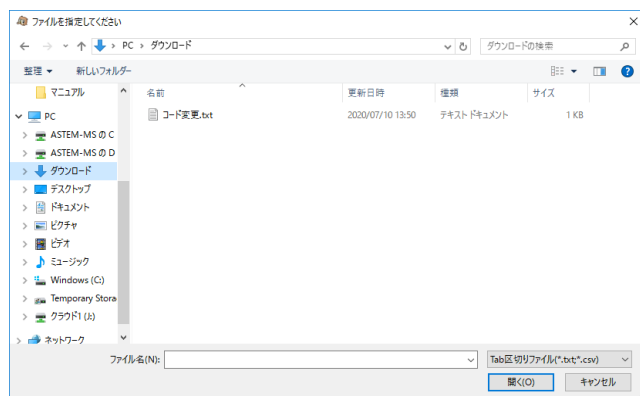 ファイルを指定してください
PC › ダウンロード
ダウンロードの検索
整理
新しいフォルダー
名前 更新日時 種類 サイズ
コード変更.txt 2020/07/10 13:50 テキスト ドキュメント 1 KB
マニュアル
PC
ASTEM-MS の C
ASTEM-MS の D
ダウンロード
デスクトップ
ドキュメント
ピクチャ
ビデオ
ミュージック
Windows (C:)
Temporary Stora
クラウド1 (J:)
ネットワーク
ファイル名(N):
Tab区切りファイル(*.txt;*.csv)
開く(O) キャンセル